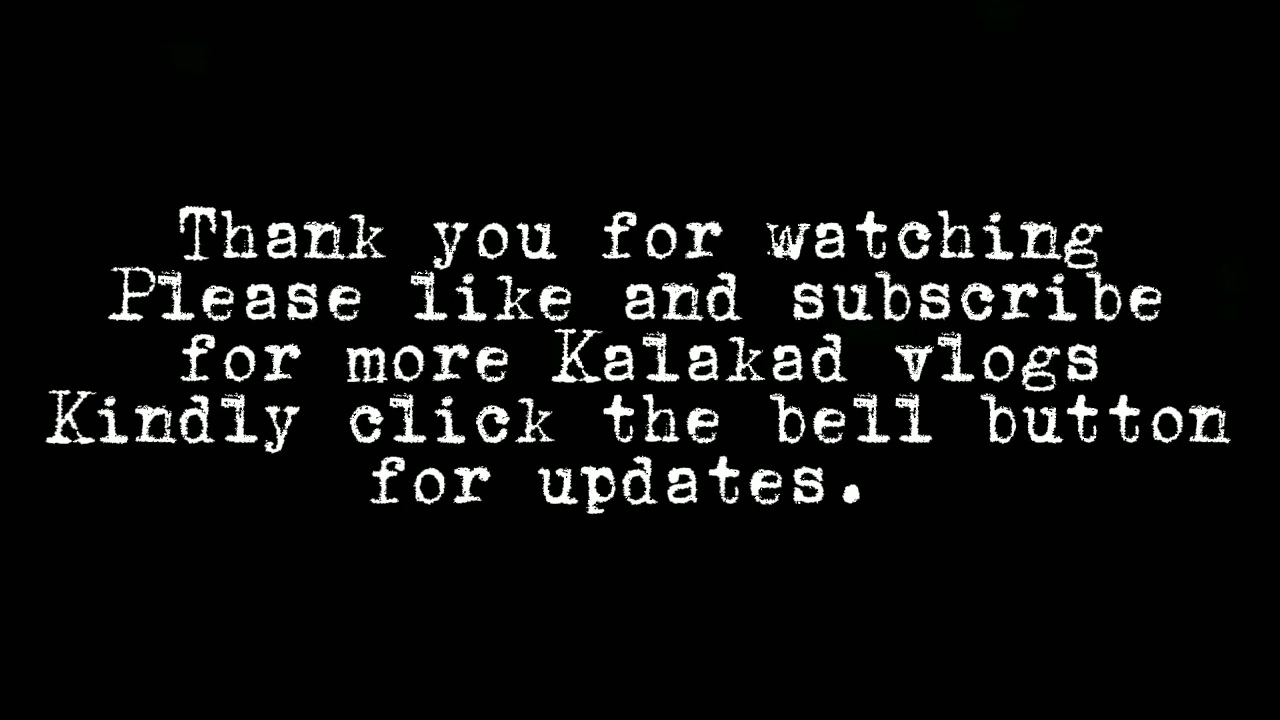 Thank you for watching
Please like and subscribe
for more Kalakad vlogs
Kindly click the bell button
for updates.